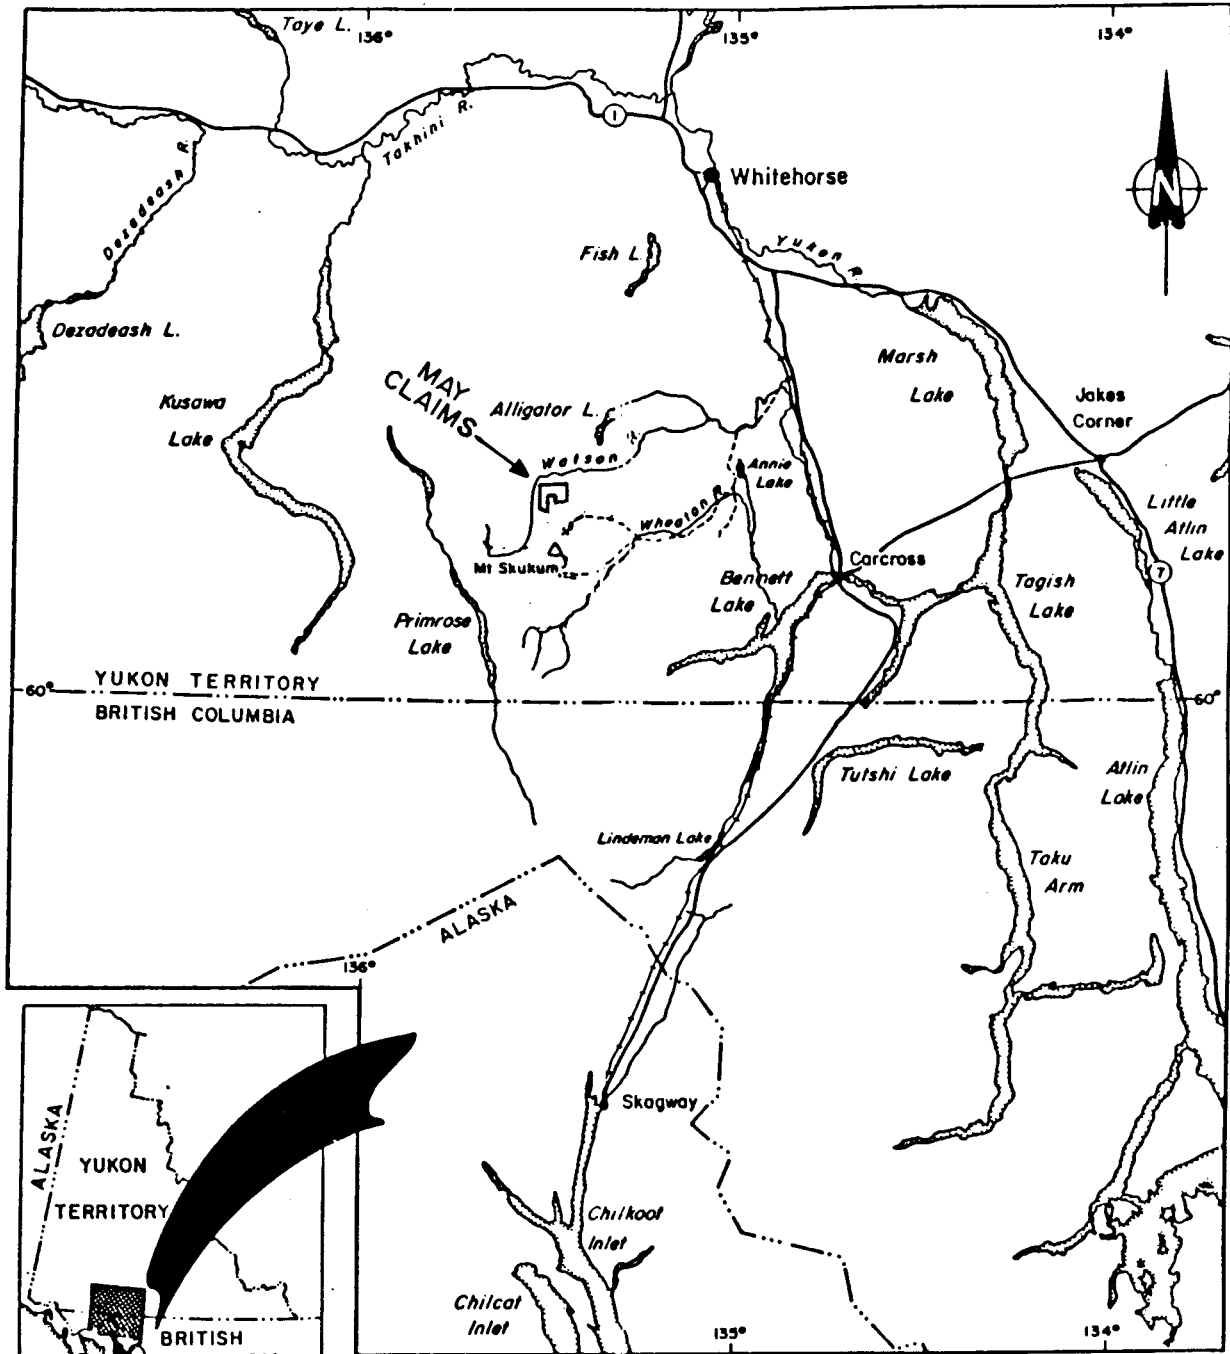 Taye L.
136°
135°
134°
Takhini R.
1
Dezadeash R.
Whitehorse
N
Fish L.
Yukon R.
Dezadeash L.
Marsh
Lake
MAY
CLAIMS
Kusawa
Lake
Alligator L.
Jakes
Corner
Watson
Annie
Lake
Wheaton R.
Little
Atlin
Lake
Mt Skukum
Carcross
7
Bennett
Lake
Tagish
Lake
Primrose
Lake
YUKON TERRITORY
60°
60°
BRITISH COLUMBIA
Tutshi Lake
Atlin
Lake
Lindeman Lake
Taku
Arm
ALASKA
136°
Skagway
ALASKA
YUKON
TERRITORY
Chilkoot
Inlet
Chilcat
Inlet
BRITISH
135°
134°